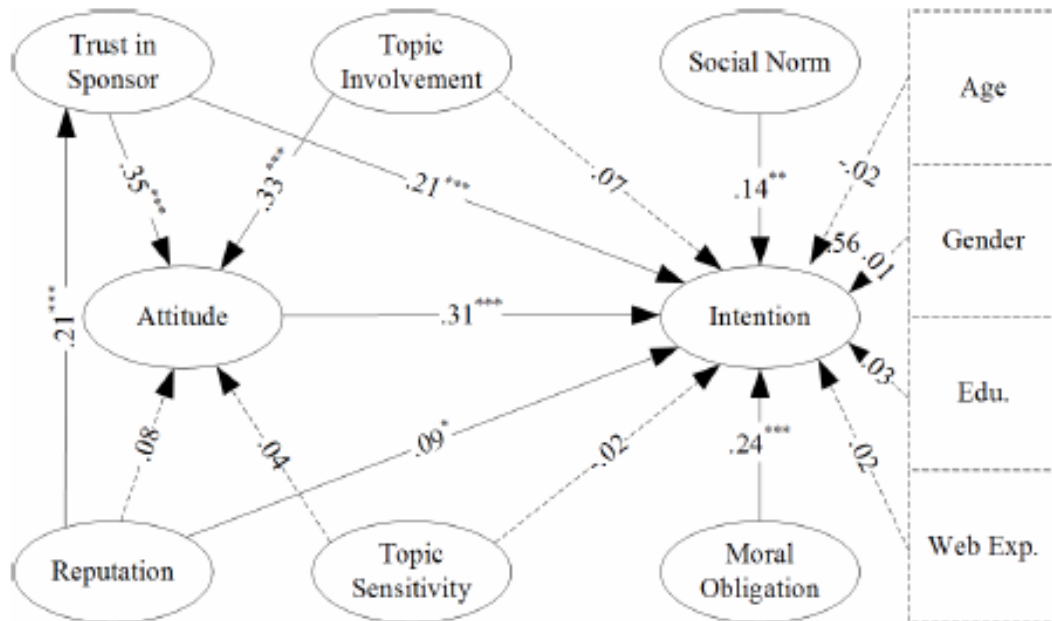 Trust in
Sponsor
Topic
Involvement
Social Norm
Age
.35***
.33***
.21***
.07
.14**
-.02
.56
.01
Gender
.21***
Attitude
.31***
Intention
.03
Edu.
.08
.04
.09*
-.02
.24***
.02
Web Exp.
Reputation
Topic
Sensitivity
Moral
Obligation